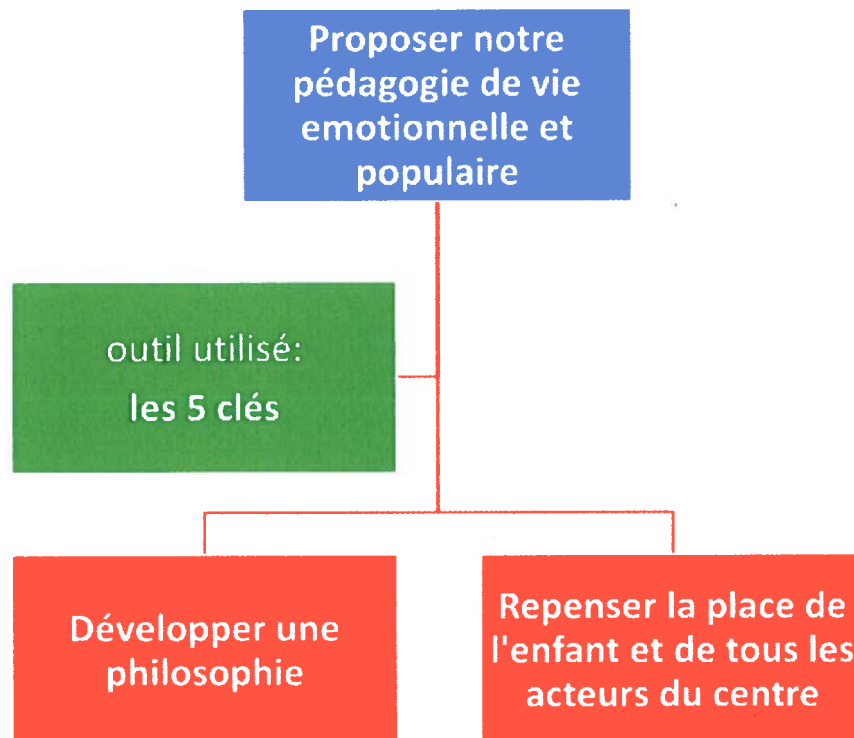 Proposer notre
pédagogie de vie
emotionnelle et
populaire
outil utilisé:
les 5 clés
Développer une
philosophie
Repenser la place de
l'enfant et de tous les
acteurs du centre